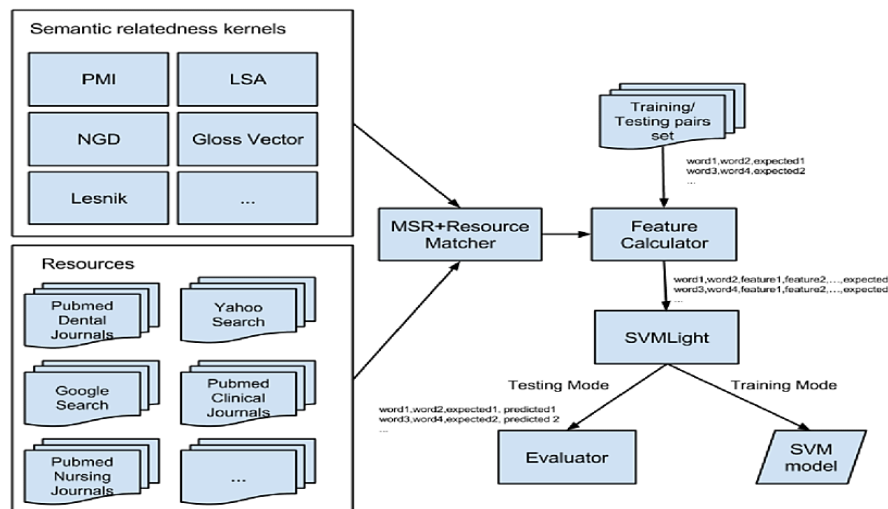 Semantic relatedness kernels
PMI
LSA
NGD
Gloss Vector
Lesnik
...
Resources
Pubmed
Dental
Journals
Yahoo
Search
Google
Search
Pubmed
Clinical
Journals
Pubmed
Nursing
Journals
...
MSR+Resource
Matcher
Training/
Testing pairs
set
word1,word2,expected1
word3,word4,expected2
...
Feature
Calculator
word1,word2,feature1,feature2,...,expected
word3,word4,feature1,feature2,...,expected
...
SVMLight
Testing Mode
Training Mode
word1,word2,expected1, predicted1
word3,word4,expected2, predicted 2
...
Evaluator
SVM
model